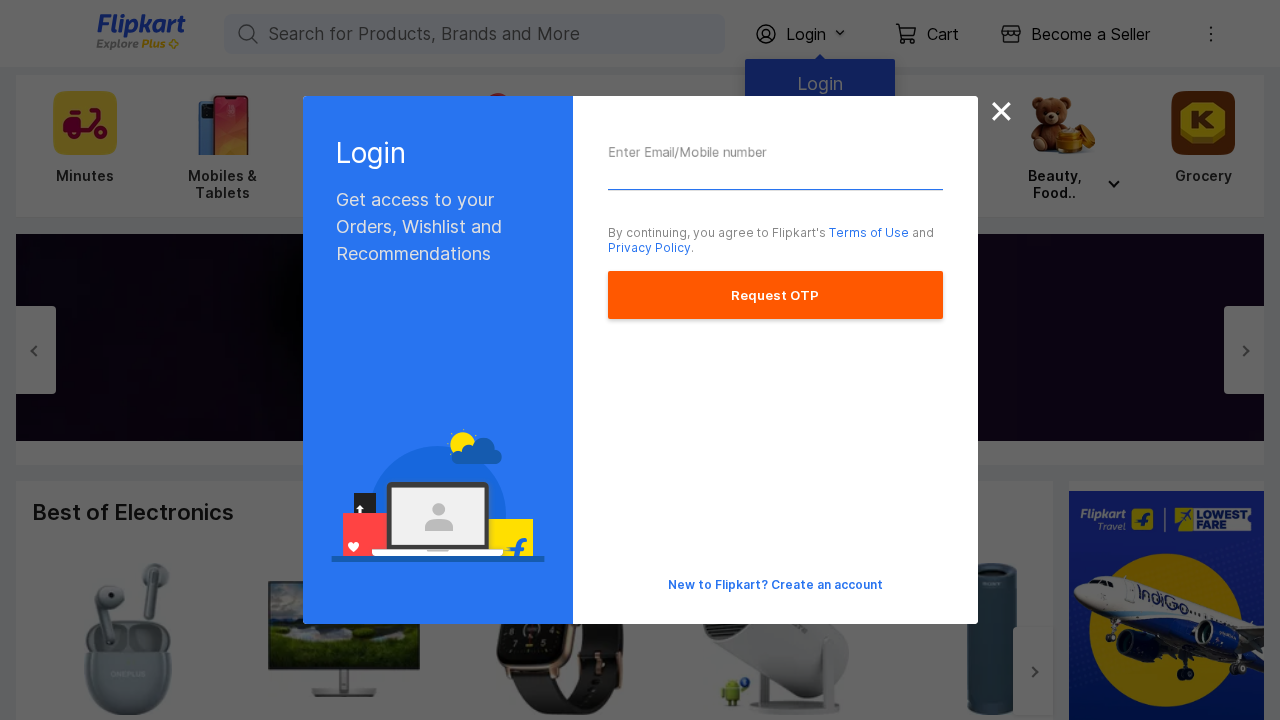 Flipkart
Explore Plus
Search for Products, Brands and More
Login
Cart
Become a Seller
Login
Minutes
Mobiles &
Tablets
Beauty,
Food..
Grocery
Login
Get access to your
Orders, Wishlist and
Recommendations
Enter Email/Mobile number
By continuing, you agree to Flipkart's Terms of Use and
Privacy Policy.
Request OTP
New to Flipkart? Create an account
Best of Electronics
Flipkart
Travel
LOWEST
FARE
IndiGo